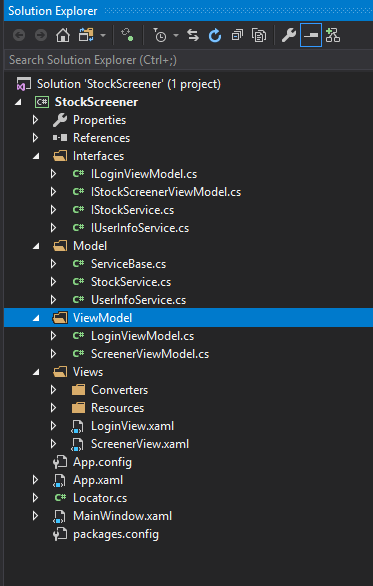 Solution Explorer
Search Solution Explorer (Ctrl+;)
Solution 'StockScreener' (1 project)
C# StockScreener
Properties
References
Interfaces
C# ILoginViewModel.cs
C# IStockScreenerViewModel.cs
C# IStockService.cs
C# IUserInfoService.cs
Model
C# ServiceBase.cs
C# StockService.cs
C# UserInfoService.cs
ViewModel
C# LoginViewModel.cs
C# ScreenerViewModel.cs
Views
Converters
Resources
LoginView.xaml
ScreenerView.xaml
App.config
App.xaml
C# Locator.cs
MainWindow.xaml
packages.config